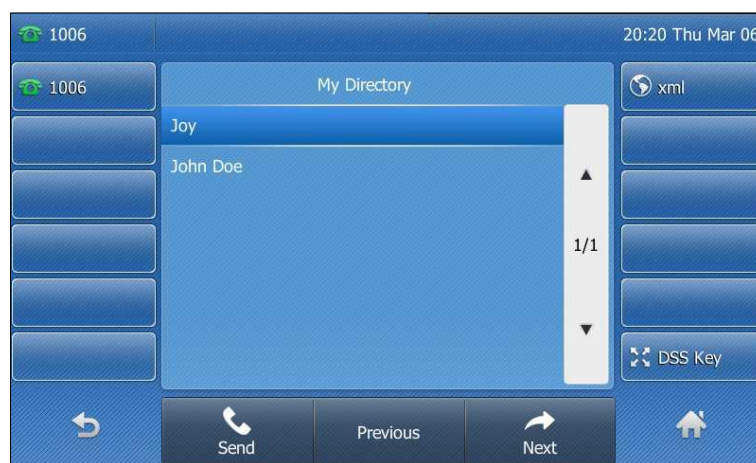 1006
20:20 Thu Mar 06
1006
My Directory
xml
Joy
John Doe
1/1
DSS Key
Send
Previous
Next